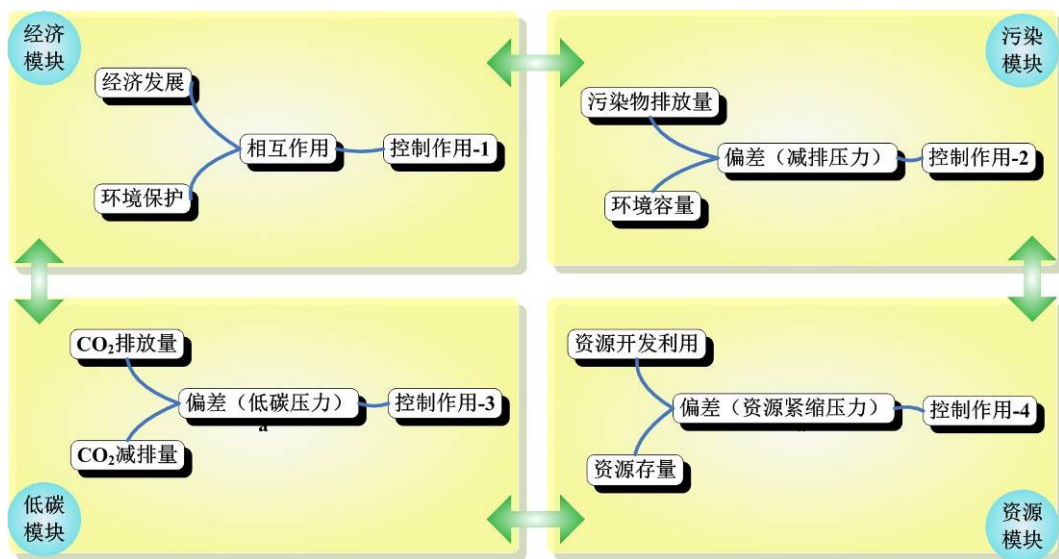 经济
模块
经济发展
相互作用
控制作用-1
环境保护
污染
模块
污染物排放量
偏差（减排压力）
控制作用-2
环境容量
CO₂排放量
偏差（低碳压力）
a
控制作用-3
CO₂减排量
低碳
模块
资源开发利用
偏差（资源紧缩压力）
控制作用-4
资源存量
资源
模块